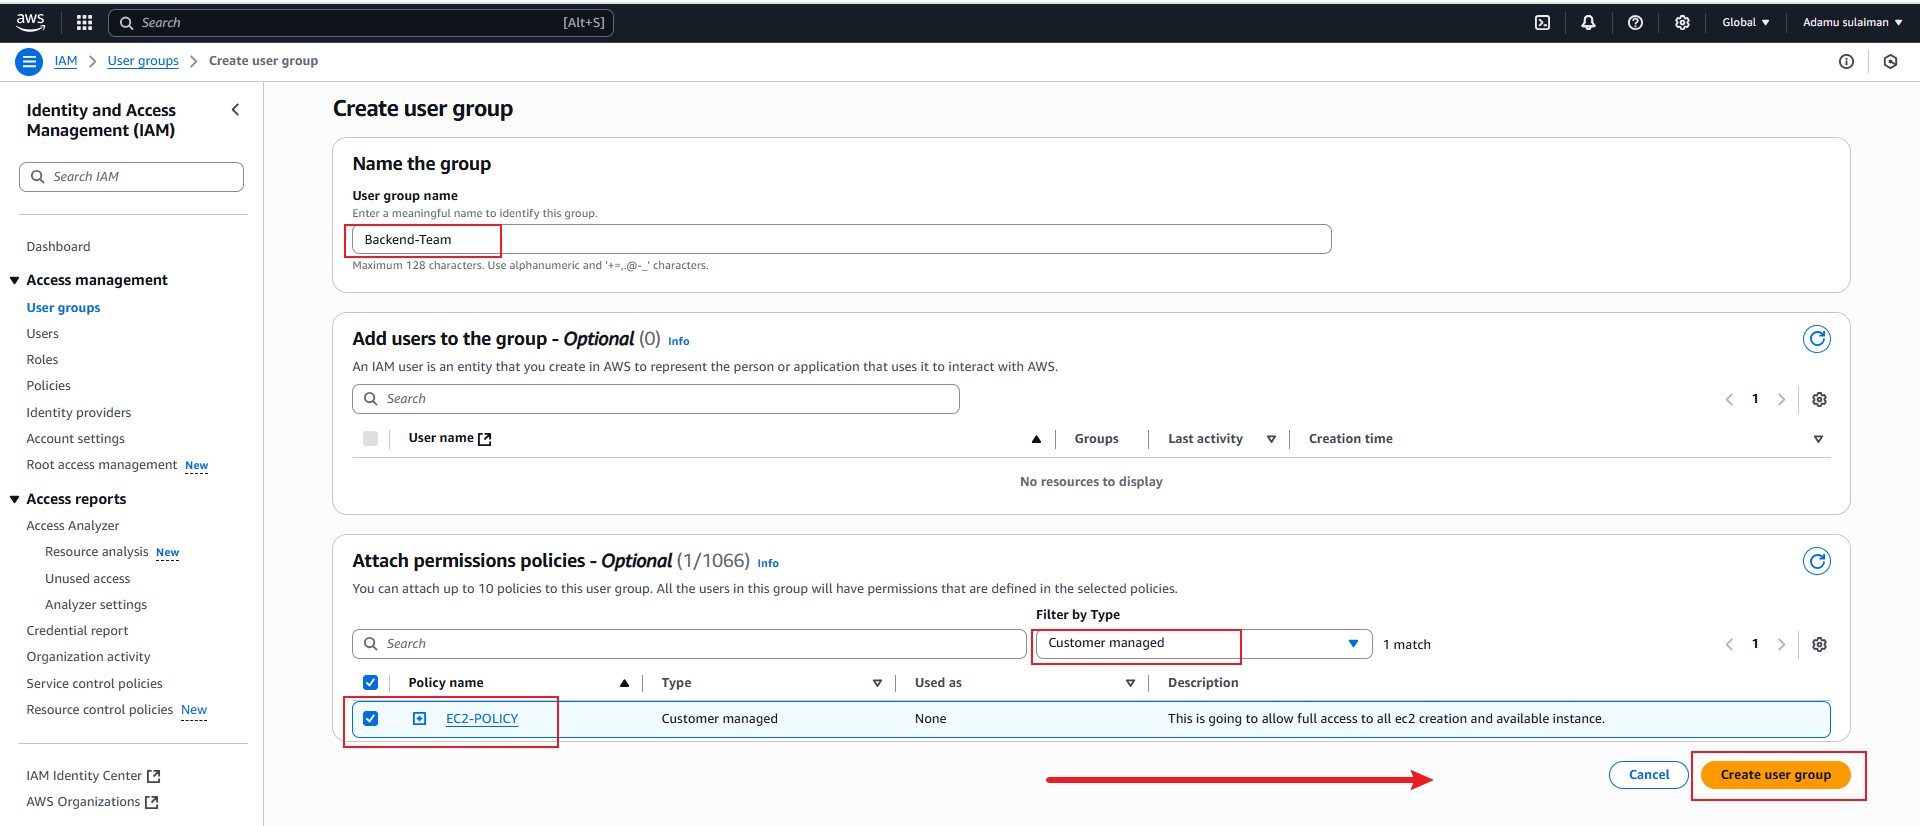 aws
Search [Alt+S]
Global
Adamu sulaiman
IAM
User groups
Create user group
Identity and Access
Management (IAM)
Search IAM
Dashboard
Access management
User groups
Users
Roles
Policies
Identity providers
Account settings
Root access management New
Access reports
Access Analyzer
Resource analysis New
Unused access
Analyzer settings
Credential report
Organization activity
Service control policies
Resource control policies New
IAM Identity Center
AWS Organizations
Create user group
Name the group
User group name
Enter a meaningful name to identify this group.
Backend-Team
Maximum 128 characters. Use alphanumeric and '+=,.@-_' characters.
Add users to the group - Optional (0) Info
An IAM user is an entity that you create in AWS to represent the person or application that uses it to interact with AWS.
Search
1
User name Groups Last activity Creation time
No resources to display
Attach permissions policies - Optional (1/1066) Info
You can attach up to 10 policies to this user group. All the users in this group will have permissions that are defined in the selected policies.
Filter by Type
Search Customer managed 1 match 1
Policy name Type Used as Description
EC2-POLICY Customer managed None This is going to allow full access to all ec2 creation and available instance.
Cancel Create user group